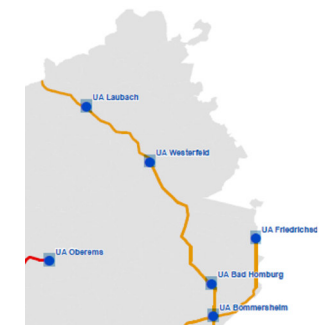 UA Laubach
UA Westerfeld
UA Friedrichsd
UA Oberems
UA Bad Homburg
UA Bommersheim